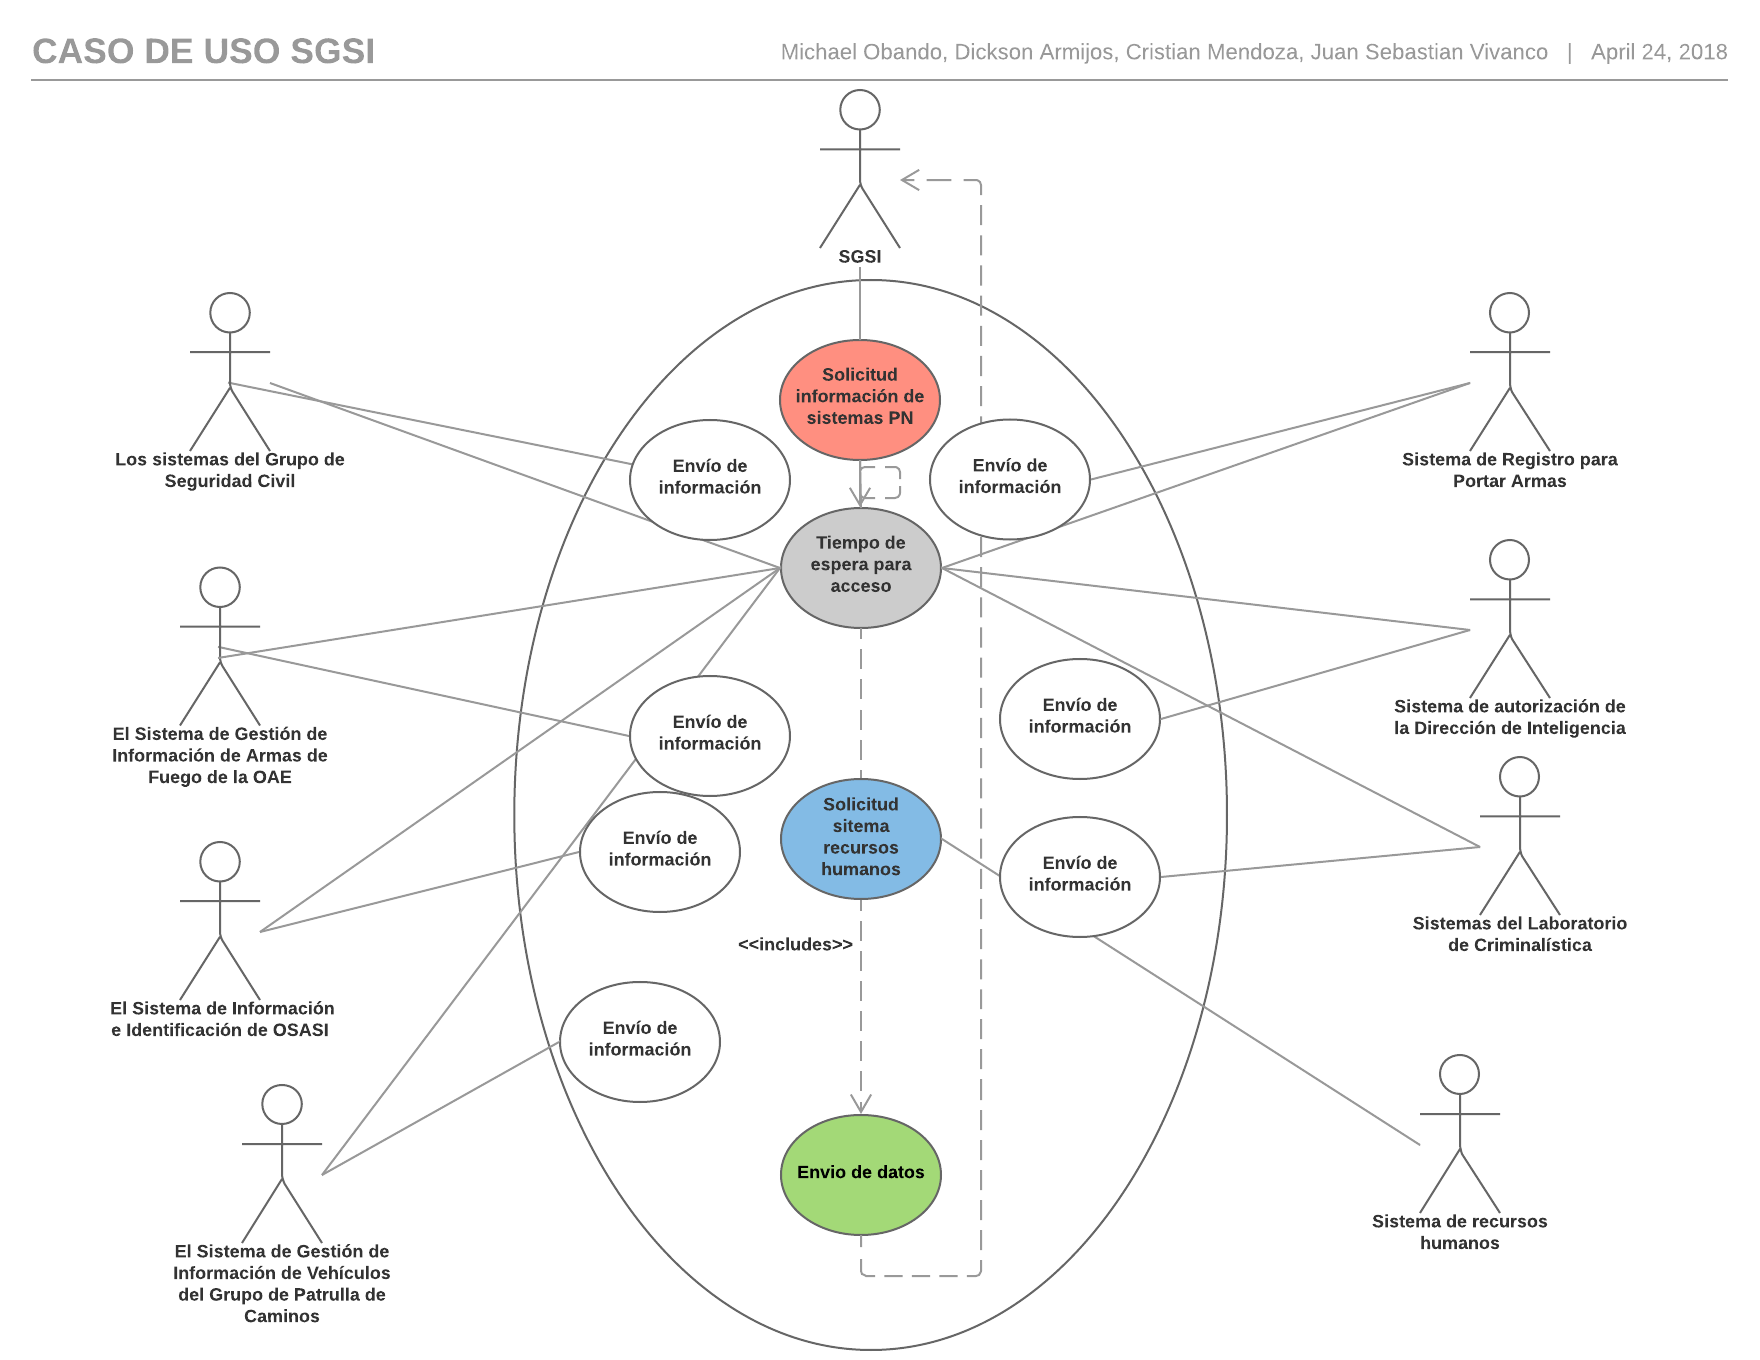 CASO DE USO SGSI
Michael Obando, Dickson Armijos, Cristian Mendoza, Juan Sebastian Vivanco | April 24, 2018
SGSI
Solicitud
información de
sistemas PN
Envío de
información
Envío de
información
Tiempo de
espera para
acceso
Los sistemas del Grupo de
Seguridad Civil
Sistema de Registro para
Portar Armas
El Sistema de Gestión de
Información de Armas de
Fuego de la OAE
Envío de
información
Envío de
información
Sistema de autorización de
la Dirección de Inteligencia
Envío de
información
Solicitud
sitema
recursos
humanos
Envío de
información
Sistemas del Laboratorio
de Criminalística
<<includes>>
El Sistema de Información
e Identificación de OSASI
Envío de
información
Envio de datos
El Sistema de Gestión de
Información de Vehículos
del Grupo de Patrulla de
Caminos
Sistema de recursos
humanos